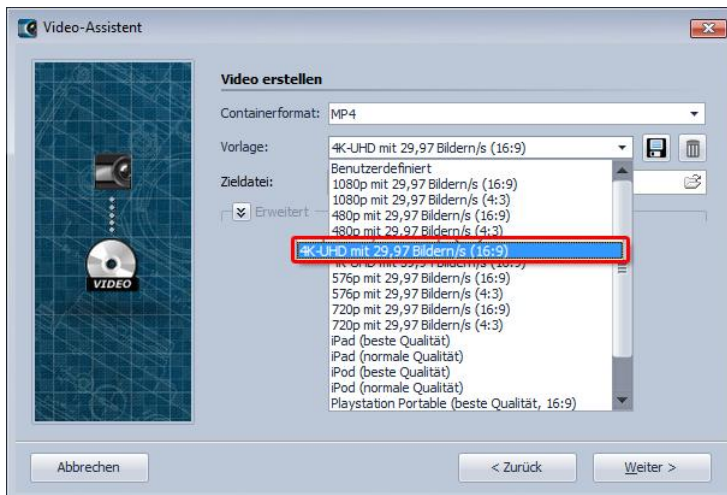 Video-Assistent
Video erstellen
Containerformat: MP4
Vorlage: 4K-UHD mit 29,97 Bildern/s (16:9)
Zieldatei:
Erweitert
Benutzerdefiniert
1080p mit 29,97 Bildern/s (16:9)
1080p mit 29,97 Bildern/s (4:3)
480p mit 29,97 Bildern/s (16:9)
480p mit 29,97 Bildern/s (4:3)
4K-UHD mit 29,97 Bildern/s (16:9)
576p mit 29,97 Bildern/s (16:9)
576p mit 29,97 Bildern/s (4:3)
720p mit 29,97 Bildern/s (16:9)
720p mit 29,97 Bildern/s (4:3)
iPad (beste Qualität)
iPad (normale Qualität)
iPod (beste Qualität)
iPod (normale Qualität)
Playstation Portable (beste Qualität, 16:9)
VIDEO
Abbrechen
< Zurück
Weiter >